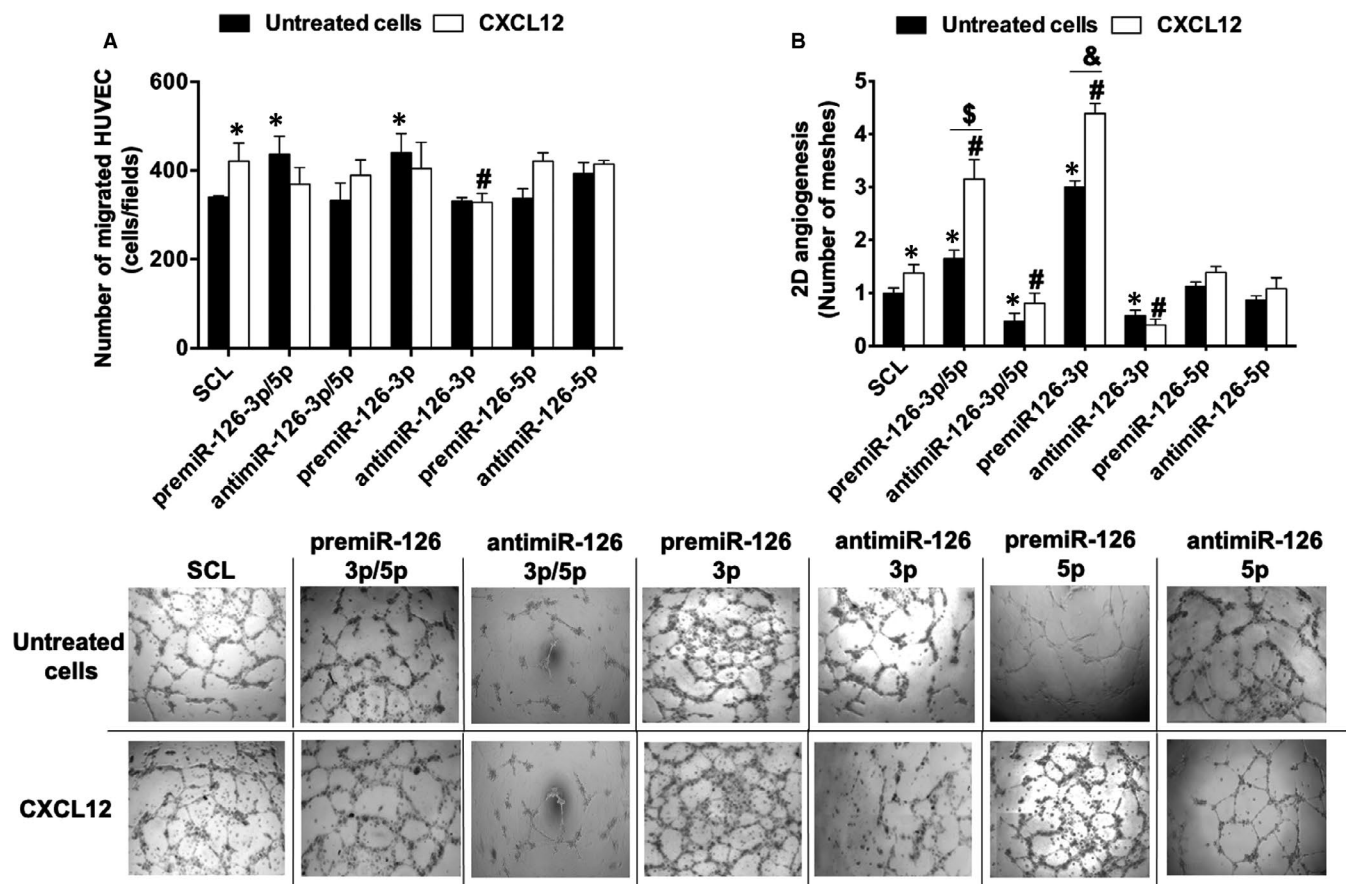 A
Untreated cells CXCL12
Number of migrated HUVEC
(cells/fields)
600
400
200
0
* * * #
SCL
premiR-126-3p/5p
antimiR-126-3p/5p
premiR-126-3p
antimiR-126-3p
premiR-126-5p
antimiR-126-5p
B
Untreated cells CXCL12
2D angiogenesis
(Number of meshes)
5
4
3
2
1
0
$ &
* * # * # * # * #
SCL
premiR-126-3p/5p
antimiR-126-3p/5p
premiR126-3p
antimiR-126-3p
premiR-126-5p
antimiR-126-5p
SCL
premiR-126
3p/5p
antimiR-126
3p/5p
premiR-126
3p
antimiR-126
3p
premiR-126
5p
antimiR-126
5p
Untreated
cells
CXCL12